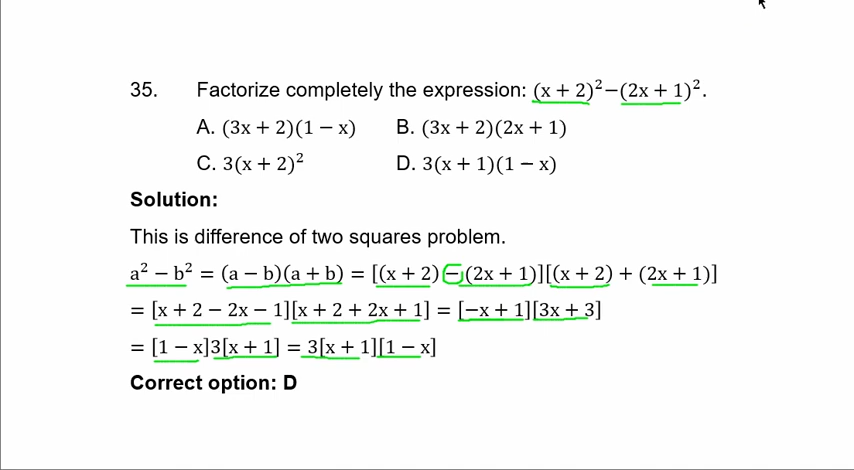 35. Factorize completely the expression: (x + 2)²−(2x + 1)².
A. (3x + 2)(1 − x) B. (3x + 2)(2x + 1)
C. 3(x + 2)² D. 3(x + 1)(1 − x)
Solution:
This is difference of two squares problem.
a² − b² = (a − b)(a + b) = [(x + 2) − (2x + 1)][(x + 2) + (2x + 1)]
= [x + 2 − 2x − 1][x + 2 + 2x + 1] = [−x + 1][3x + 3]
= [1 − x]3[x + 1] = 3[x + 1][1 − x]
Correct option: D